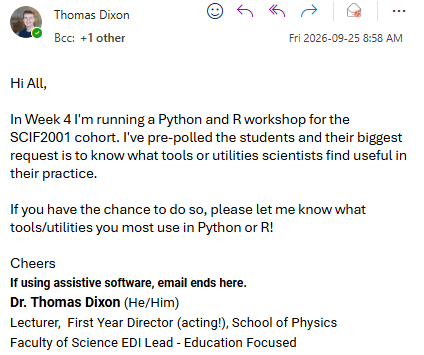 Thomas Dixon
Bcc: +1 other
Fri 2026-09-25 8:58 AM
Hi All,
In Week 4 I'm running a Python and R workshop for the
SCIF2001 cohort. I've pre-polled the students and their biggest
request is to know what tools or utilities scientists find useful in
their practice.
If you have the chance to do so, please let me know what
tools/utilities you most use in Python or R!
Cheers
If using assistive software, email ends here.
Dr. Thomas Dixon (He/Him)
Lecturer, First Year Director (acting!), School of Physics
Faculty of Science EDI Lead - Education Focused